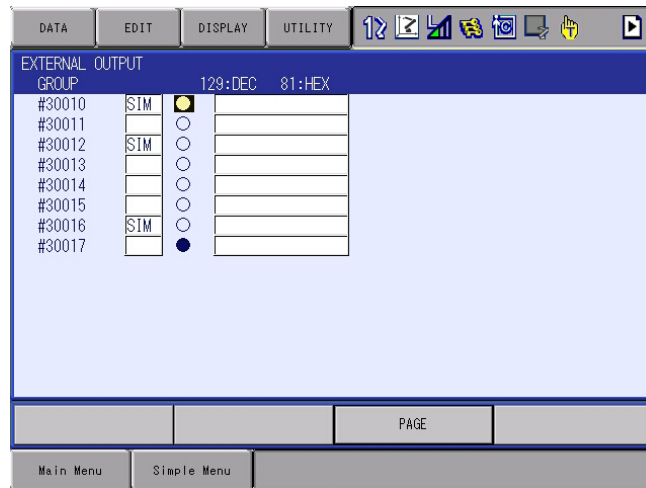 DATA EDIT DISPLAY UTILITY
EXTERNAL OUTPUT
GROUP 129:DEC 81:HEX
#30010 SIM
#30011
#30012 SIM
#30013
#30014
#30015
#30016 SIM
#30017
PAGE
Main Menu Simple Menu